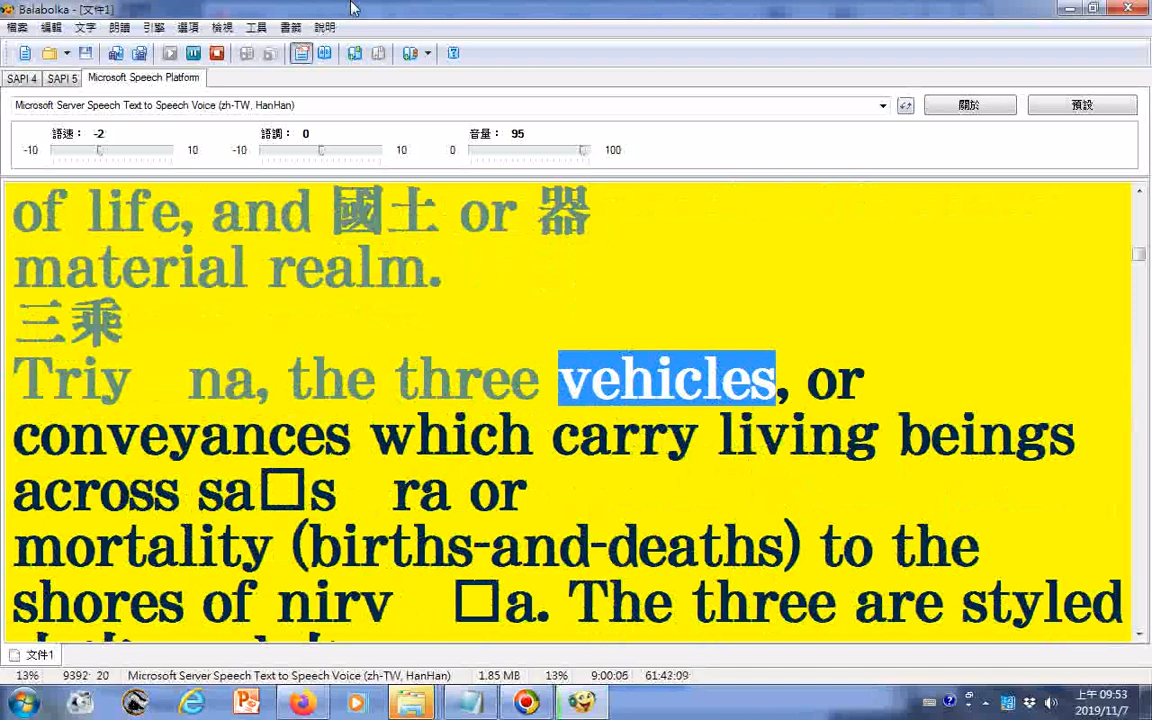 Balabolka - [文件1]
檔案 編輯 文字 朗讀 引擎 選項 檢視 工具 書籤 說明
SAPI 4 SAPI 5 Microsoft Speech Platform
Microsoft Server Speech Text to Speech Voice (zh-TW, HanHan) 關於 預設
語速： -2 語調： 0 音量： 95
-10 10 -10 10 0 100
of life, and 國土 or 器
material realm.
三乘
Triy na, the three vehicles, or
conveyances which carry living beings
across sa□s ra or
mortality (births-and-deaths) to the
shores of nirv □a. The three are styled
文件1
13% 9392: 20 Microsoft Server Speech Text to Speech Voice (zh-TW, HanHan) 1.85 MB 13% 9:00:06 61:42:09
上午 09:53
2019/11/7